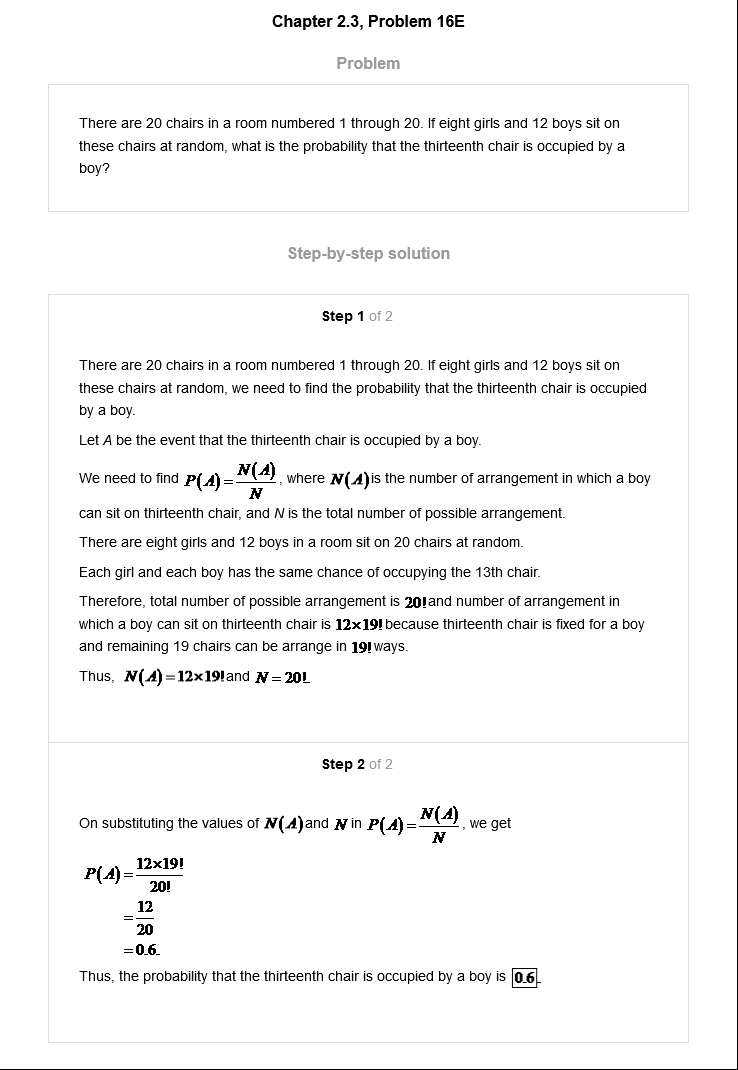 Chapter 2.3, Problem 16E
Problem
There are 20 chairs in a room numbered 1 through 20. If eight girls and 12 boys sit on
these chairs at random, what is the probability that the thirteenth chair is occupied by a
boy?
Step-by-step solution
Step 1 of 2
There are 20 chairs in a room numbered 1 through 20. If eight girls and 12 boys sit on
these chairs at random, we need to find the probability that the thirteenth chair is occupied
by a boy.
Let A be the event that the thirteenth chair is occupied by a boy.
We need to find P(A) = N(A)/N, where N(A) is the number of arrangement in which a boy
can sit on thirteenth chair, and N is the total number of possible arrangement.
There are eight girls and 12 boys in a room sit on 20 chairs at random.
Each girl and each boy has the same chance of occupying the 13th chair.
Therefore, total number of possible arrangement is 20! and number of arrangement in
which a boy can sit on thirteenth chair is 12×19! because thirteenth chair is fixed for a boy
and remaining 19 chairs can be arrange in 19! ways.
Thus, N(A) = 12×19! and N = 20!.
Step 2 of 2
On substituting the values of N(A) and N in P(A) = N(A)/N, we get
P(A) = 12×19!/20!
= 12/20
= 0.6.
Thus, the probability that the thirteenth chair is occupied by a boy is 0.6.